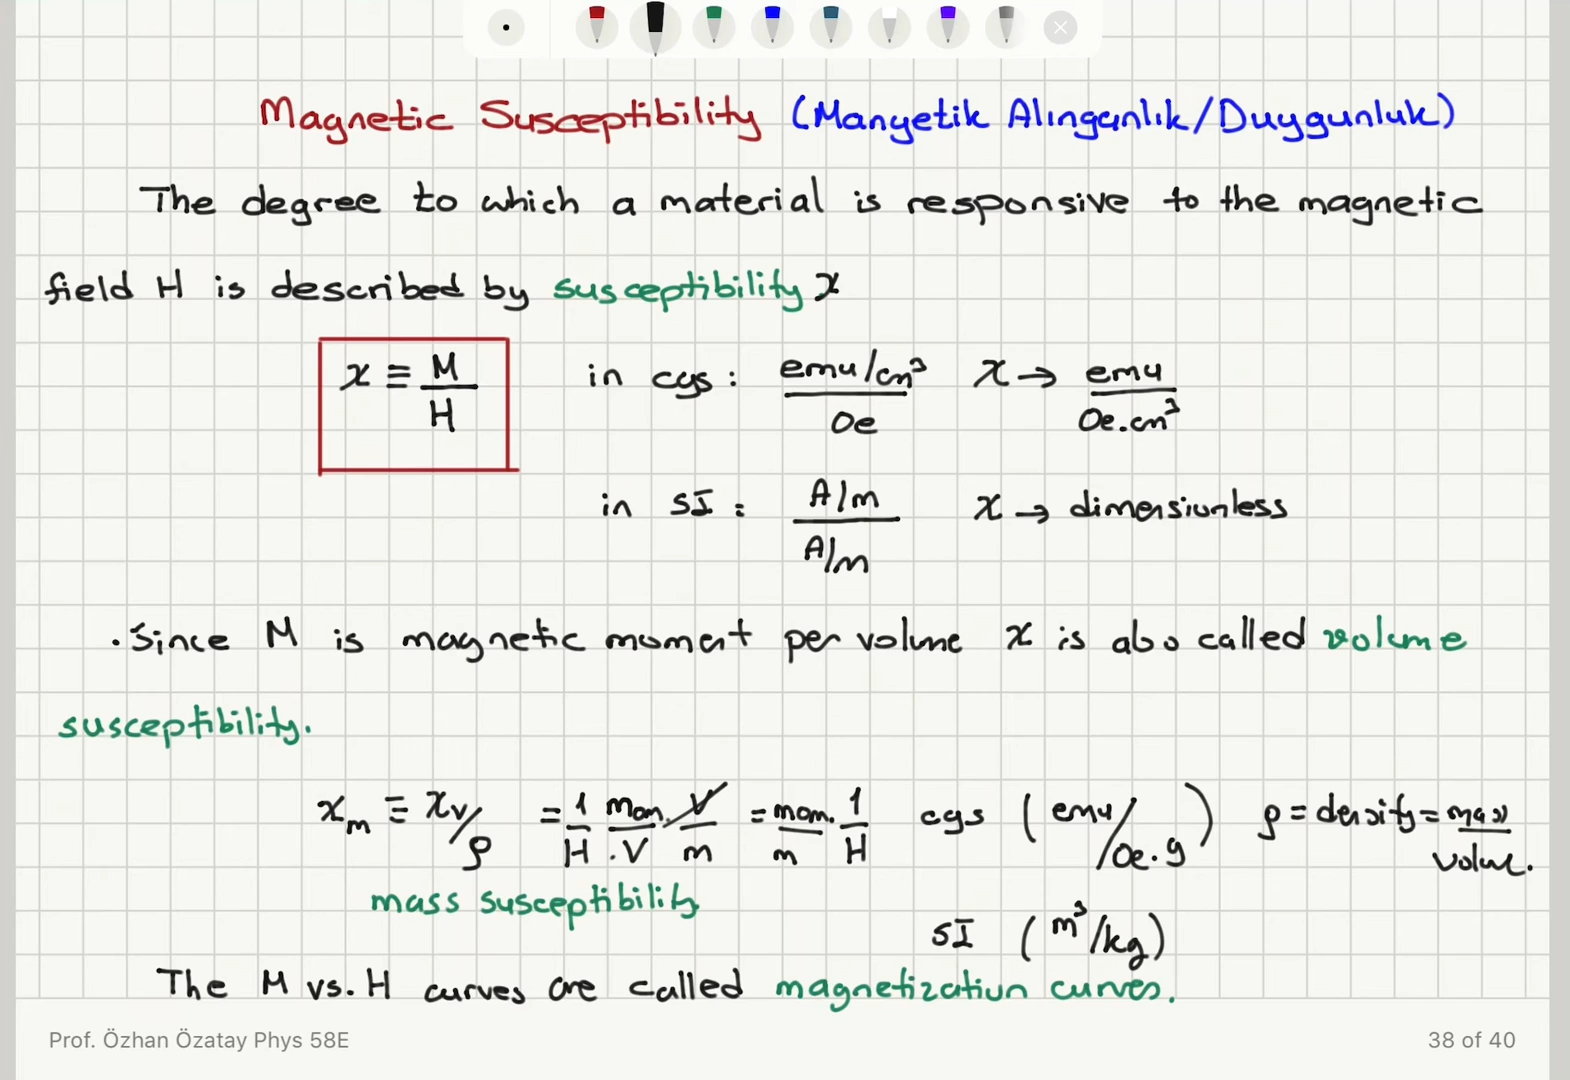 Magnetic Susceptibility (Manyetik Alınganlık/Duygunluk)
The degree to which a material is responsive to the magnetic
field H is described by susceptibility χ
χ ≡ M/H in cgs: emu/cm³ / Oe χ → emu / Oe.cm³
in SI: A/m / A/m χ → dimensionless
. Since M is magnetic moment per volume χ is also called volume
susceptibility.
χm ≡ χv/ρ = 1/H mom./.V V/m = mom./m . 1/H cgs (emu/Oe.g) ρ = density = mass/volume.
mass susceptibility
SI (m³/kg)
The M vs. H curves are called magnetization curves.
Prof. Özhan Özatay Phys 58E
38 of 40